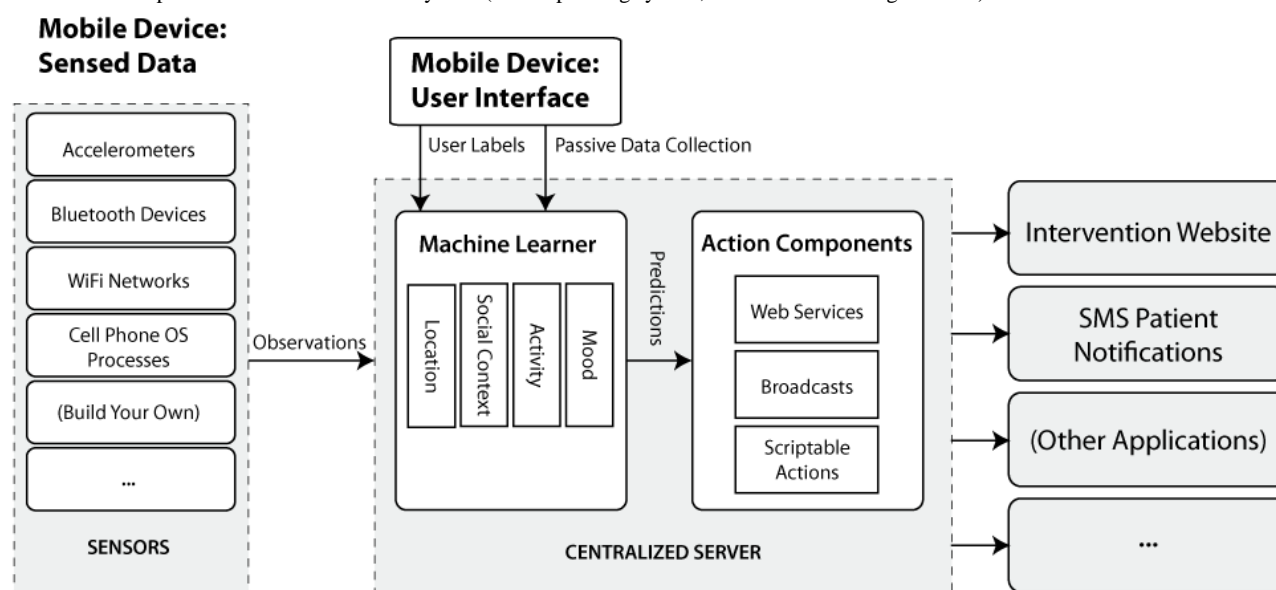 Mobile Device:
Sensed Data
Accelerometers
Bluetooth Devices
WiFi Networks
Cell Phone OS
Processes
(Build Your Own)
...
SENSORS
Observations
Mobile Device:
User Interface
User Labels
Passive Data Collection
Machine Learner
Location
Social Context
Activity
Mood
Predictions
Action Components
Web Services
Broadcasts
Scriptable
Actions
CENTRALIZED SERVER
Intervention Website
SMS Patient
Notifications
(Other Applications)
...